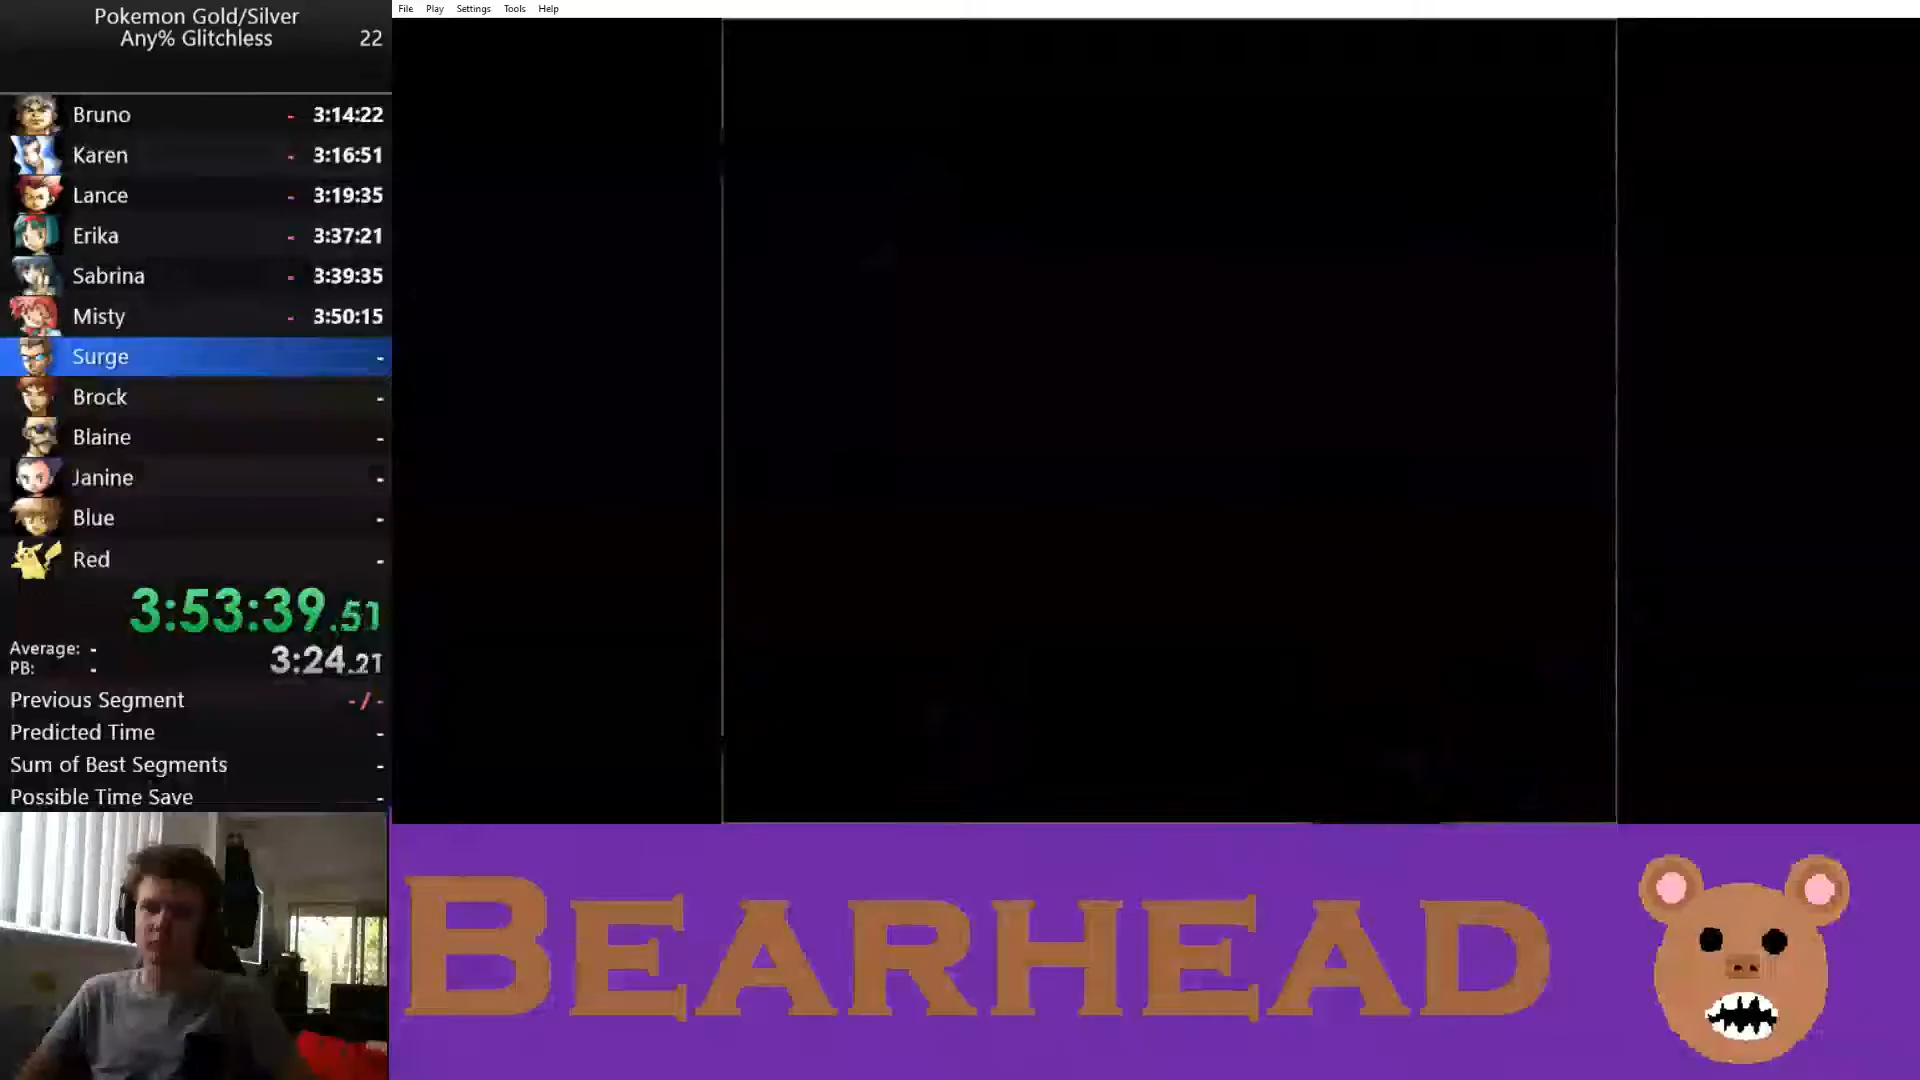 Pokemon Gold/Silver
Any% Glitchless 22
File Play Settings Tools Help
Bruno - 3:14:22
Karen - 3:16:51
Lance - 3:19:35
Erika - 3:37:21
Sabrina - 3:39:35
Misty - 3:50:15
Surge -
Brock -
Blaine -
Janine -
Blue -
Red -
3:53:39.51
Average: -
PB: - 3:24.21
Previous Segment - / -
Predicted Time -
Sum of Best Segments -
Possible Time Save -
BEARHEAD